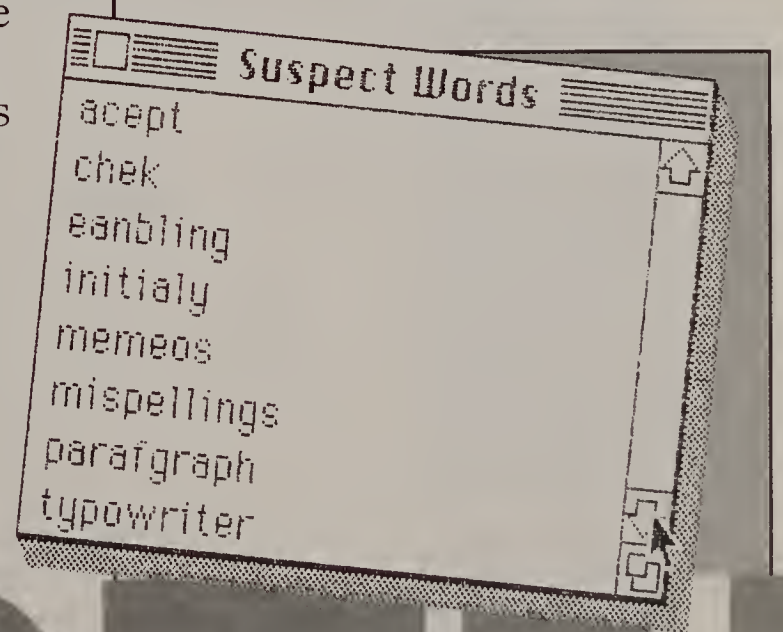 e
s
Suspect Words
acept
chek
eanbling
initialy
memeos
mispellings
parafgraph
typowriter